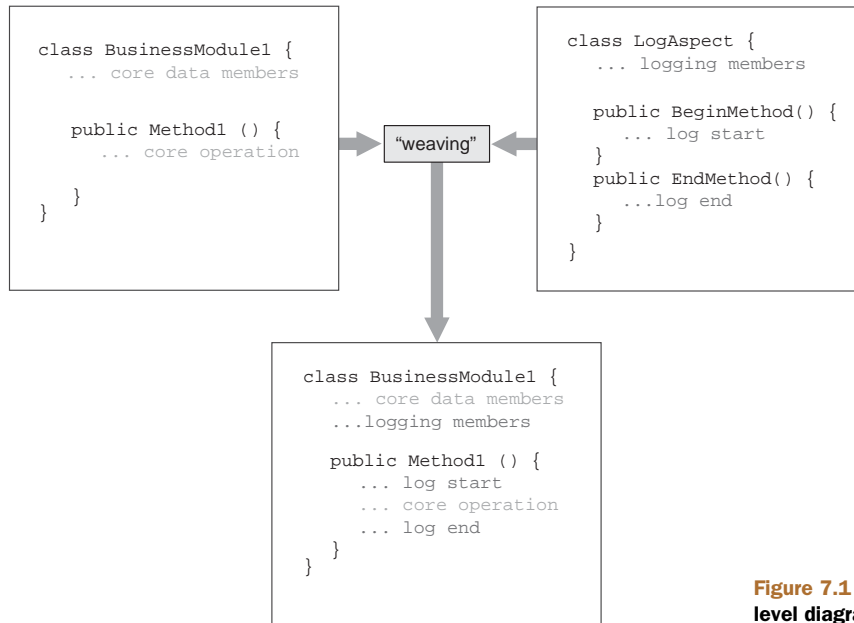 class BusinessModule1 {
... core data members
public Method1 () {
... core operation
}
}
"weaving"
class LogAspect {
... logging members
public BeginMethod() {
... log start
}
public EndMethod() {
...log end
}
}
class BusinessModule1 {
... core data members
...logging members
public Method1 () {
... log start
... core operation
... log end
}
}
Figure 7.1